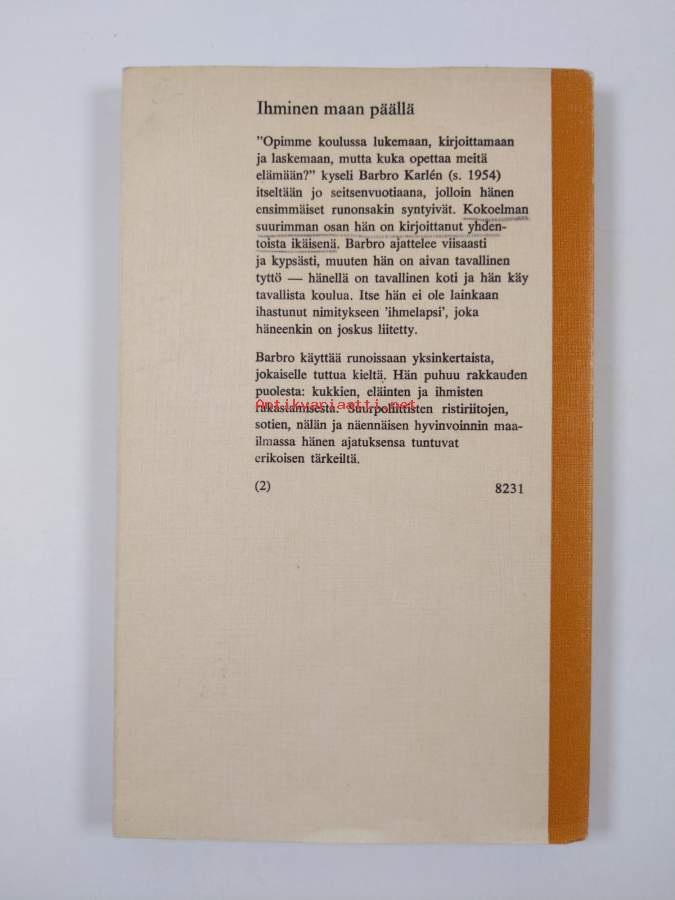 Ihminen maan päällä
"Opimme koulussa lukemaan, kirjoittamaan
ja laskemaan, mutta kuka opettaa meitä
elämään?" kyseli Barbro Karlén (s. 1954)
itseltään jo seitsenvuotiaana, jolloin hänen
ensimmäiset runonsakin syntyivät. Kokoelman
suurimman osan hän on kirjoittanut yhden-
toista ikäisenä. Barbro ajattelee viisaasti
ja kypsästi, muuten hän on aivan tavallinen
tyttö — hänellä on tavallinen koti ja hän käy
tavallista koulua. Itse hän ei ole lainkaan
ihastunut nimitykseen 'ihmelapsi', joka
häneenkin on joskus liitetty.
Barbro käyttää runoissaan yksinkertaista,
jokaiselle tuttua kieltä. Hän puhuu rakkauden
puolesta: kukkien, eläinten ja ihmisten
Antikvariaatti.net
rakastamisesta. Suurpoliittisten ristiriitojen,
sotien, nälän ja näennäisen hyvinvoinnin maa-
ilmassa hänen ajatuksensa tuntuvat
erikoisen tärkeiltä.
(2) 8231